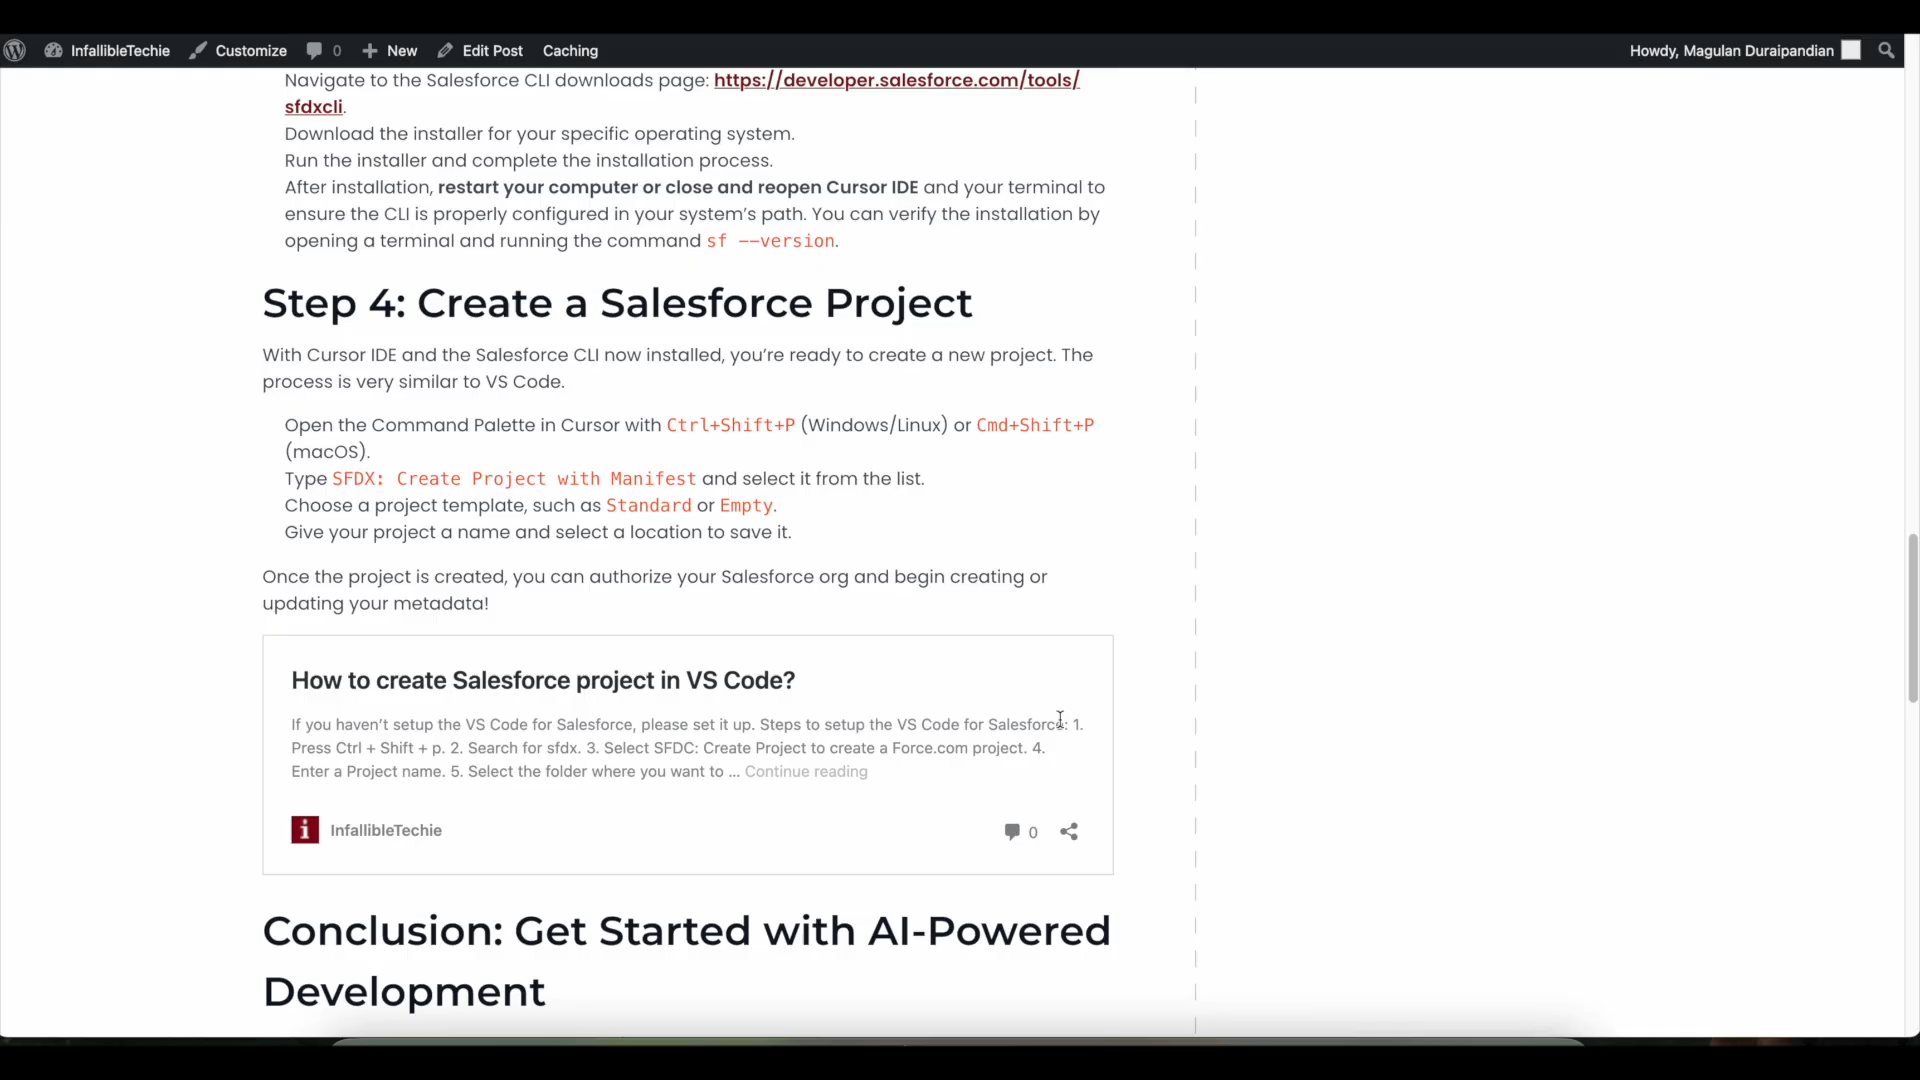 InfallibleTechie Customize 0 New Edit Post Caching Howdy, Magulan Duraipandian
Navigate to the Salesforce CLI downloads page: https://developer.salesforce.com/tools/
sfdxcli.
Download the installer for your specific operating system.
Run the installer and complete the installation process.
After installation, restart your computer or close and reopen Cursor IDE and your terminal to
ensure the CLI is properly configured in your system’s path. You can verify the installation by
opening a terminal and running the command sf --version.
Step 4: Create a Salesforce Project
With Cursor IDE and the Salesforce CLI now installed, you’re ready to create a new project. The
process is very similar to VS Code.
Open the Command Palette in Cursor with Ctrl+Shift+P (Windows/Linux) or Cmd+Shift+P
(macOS).
Type SFDX: Create Project with Manifest and select it from the list.
Choose a project template, such as Standard or Empty.
Give your project a name and select a location to save it.
Once the project is created, you can authorize your Salesforce org and begin creating or
updating your metadata!
How to create Salesforce project in VS Code?
If you haven’t setup the VS Code for Salesforce, please set it up. Steps to setup the VS Code for Salesforce: 1.
Press Ctrl + Shift + p. 2. Search for sfdx. 3. Select SFDC: Create Project to create a Force.com project. 4.
Enter a Project name. 5. Select the folder where you want to ... Continue reading
InfallibleTechie 0
Conclusion: Get Started with AI-Powered
Development